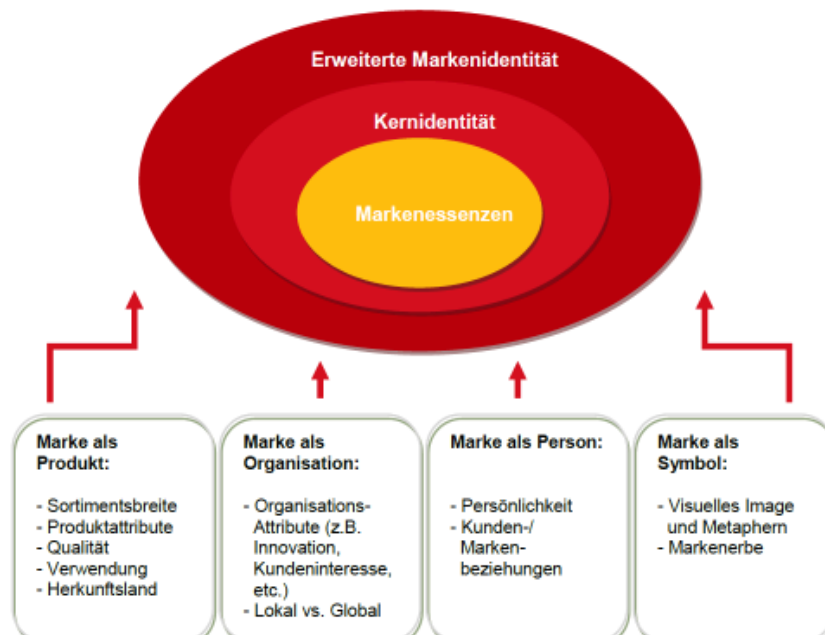 Erweiterte Markenidentität
Kernidentität
Markenessenzen
Marke als
Produkt:
- Sortimentsbreite
- Produktattribute
- Qualität
- Verwendung
- Herkunftsland
Marke als
Organisation:
- Organisations-
Attribute (z.B.
Innovation,
Kundeninteresse,
etc.)
- Lokal vs. Global
Marke als Person:
- Persönlichkeit
- Kunden-/
Marken-
beziehungen
Marke als
Symbol:
- Visuelles Image
und Metaphern
- Markenerbe